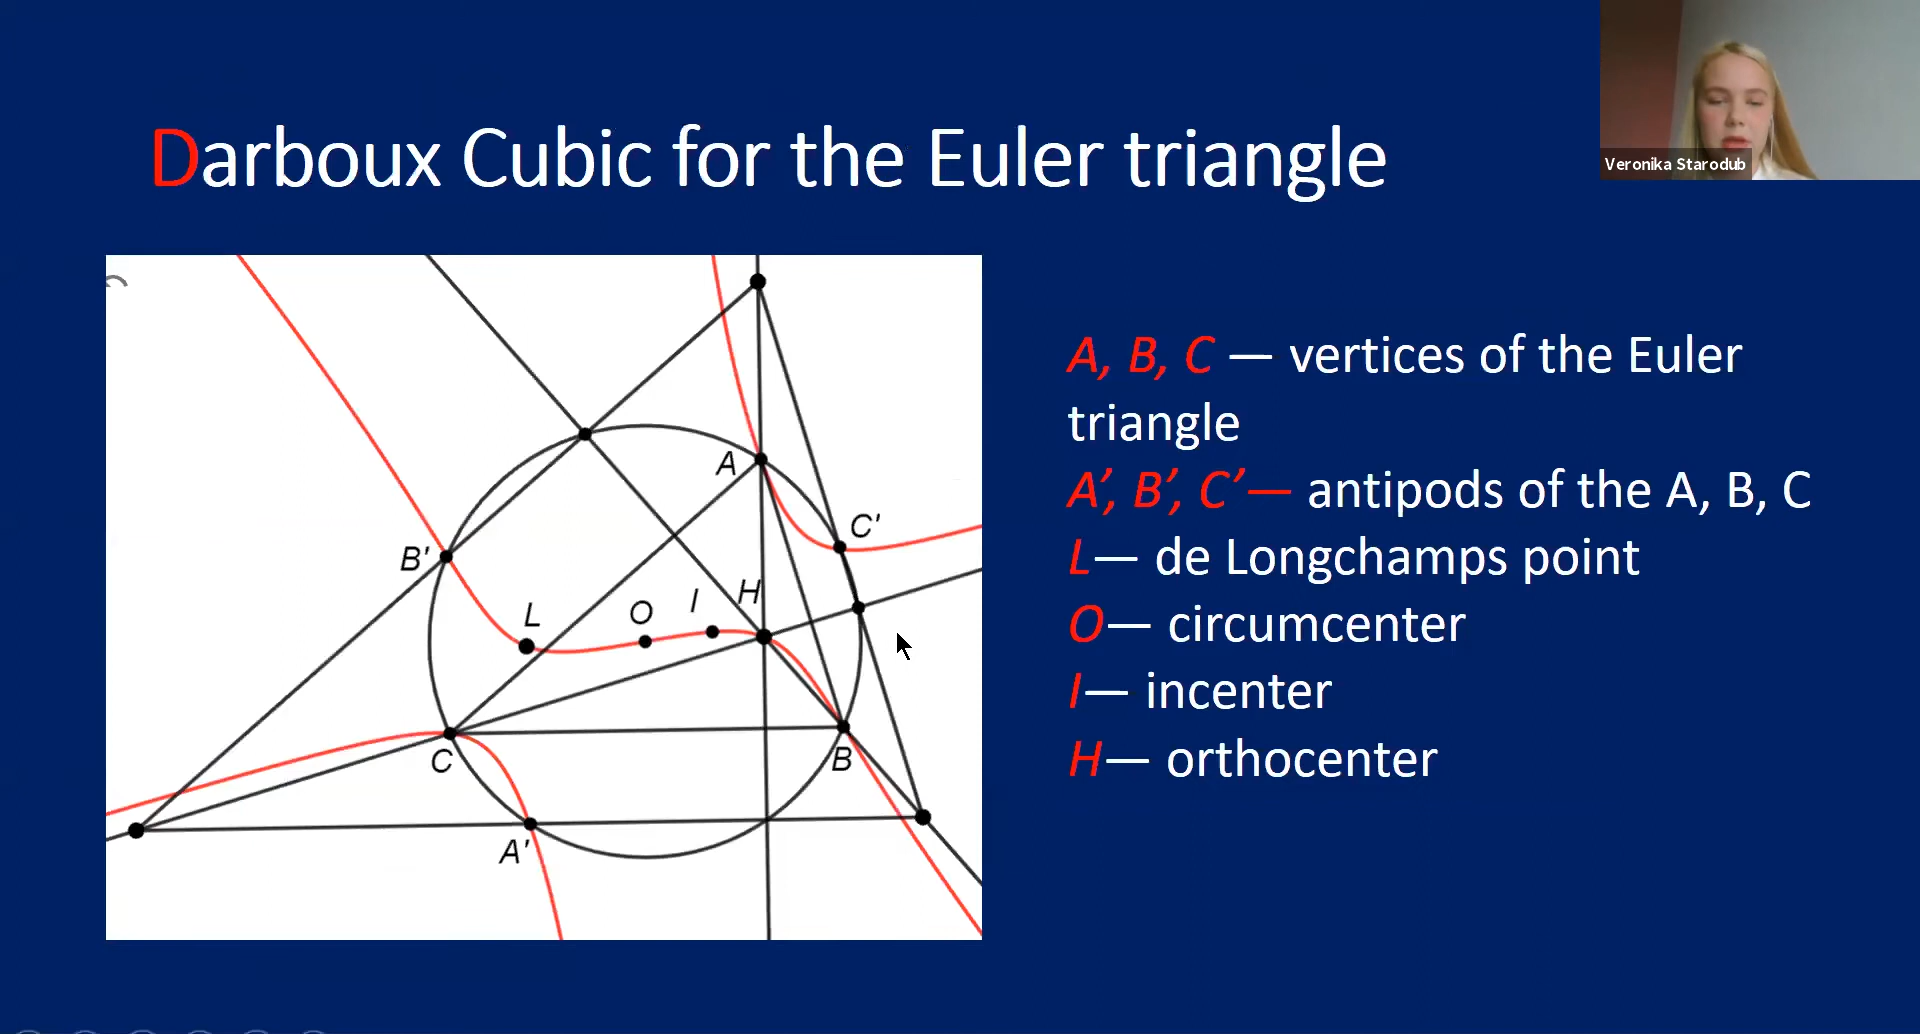 Darboux Cubic for the Euler triangle
Veronika Starodub
A
C'
B'
L
O
I
H
C
B
A'
A, B, C — vertices of the Euler
triangle
A’, B’, C’— antipods of the A, B, C
L— de Longchamps point
O— circumcenter
I— incenter
H— orthocenter